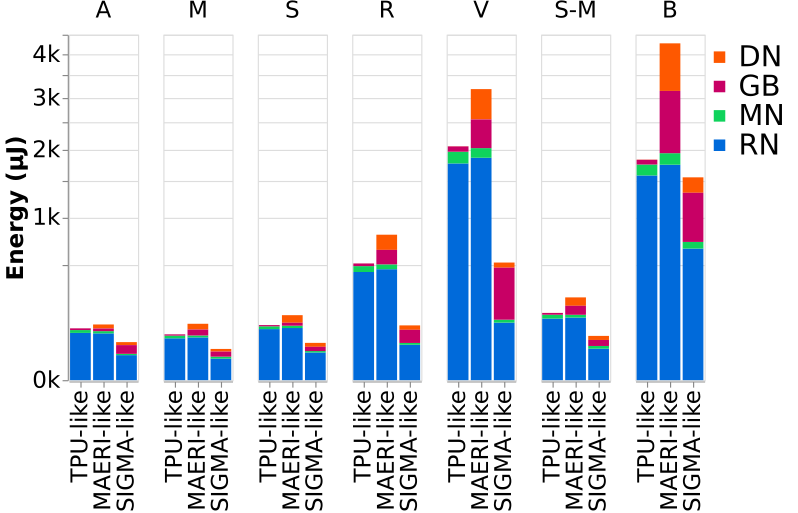 A M S R V S-M B
4k
3k
2k
1k
0k
Energy (μJ)
DN
GB
MN
RN
TPU-like MAERI-like SIGMA-like TPU-like MAERI-like SIGMA-like TPU-like MAERI-like SIGMA-like TPU-like MAERI-like SIGMA-like TPU-like MAERI-like SIGMA-like TPU-like MAERI-like SIGMA-like TPU-like MAERI-like SIGMA-like